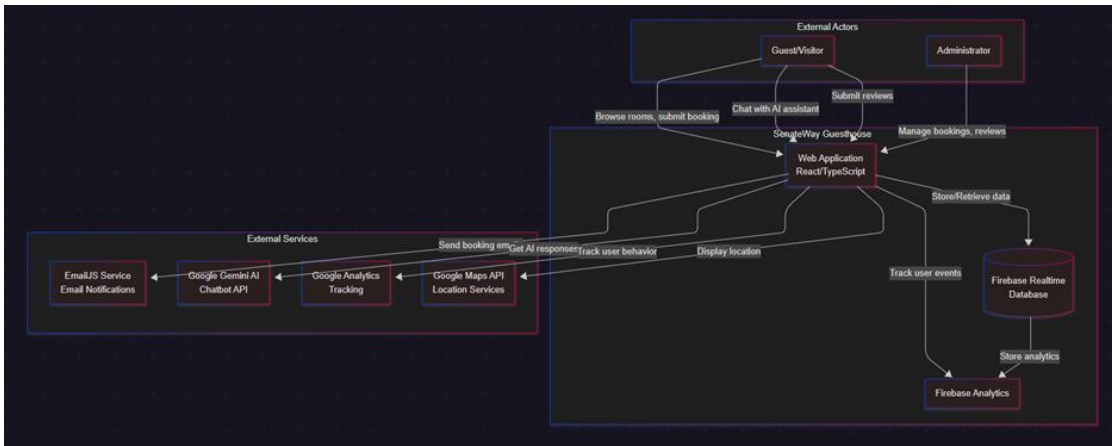 External Actors
Guest/Visitor
Administrator
Submit reviews
Chat with AI assistant
Browse rooms, submit booking
Manage bookings, reviews
SenateWay Guesthouse
Web Application
React/TypeScript
Store/Retrieve data
External Services
Send booking em
Get AI responses
Track user behavior
Display location
EmailJS Service
Email Notifications
Google Gemini AI
Chatbot API
Google Analytics
Tracking
Google Maps API
Location Services
Track user events
Firebase Realtime
Database
Store analytics
Firebase Analytics